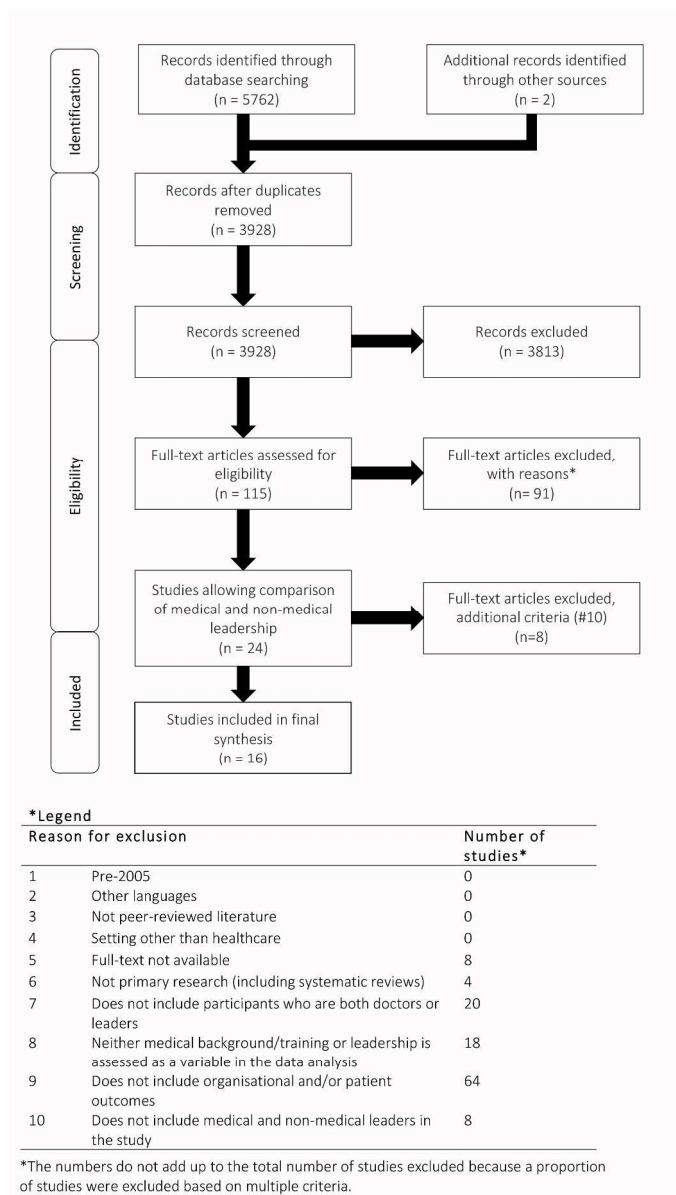 Identification
Records identified through
database searching
(n = 5762)
Additional records identified
through other sources
(n = 2)
Screening
Records after duplicates
removed
(n = 3928)
Records screened
(n = 3928)
Records excluded
(n = 3813)
Eligibility
Full-text articles assessed for
eligibility
(n = 115)
Full-text articles excluded,
with reasons*
(n= 91)
Studies allowing comparison
of medical and non-medical
leadership
(n = 24)
Full-text articles excluded,
additional criteria (#10)
(n=8)
Included
Studies included in final
synthesis
(n = 16)
*Legend
Reason for exclusion Number of
studies*
1 Pre-2005 0
2 Other languages 0
3 Not peer-reviewed literature 0
4 Setting other than healthcare 0
5 Full-text not available 8
6 Not primary research (including systematic reviews) 4
7 Does not include participants who are both doctors or 20
leaders
8 Neither medical background/training or leadership is 18
assessed as a variable in the data analysis
9 Does not include organisational and/or patient 64
outcomes
10 Does not include medical and non-medical leaders in 8
the study
*The numbers do not add up to the total number of studies excluded because a proportion
of studies were excluded based on multiple criteria.